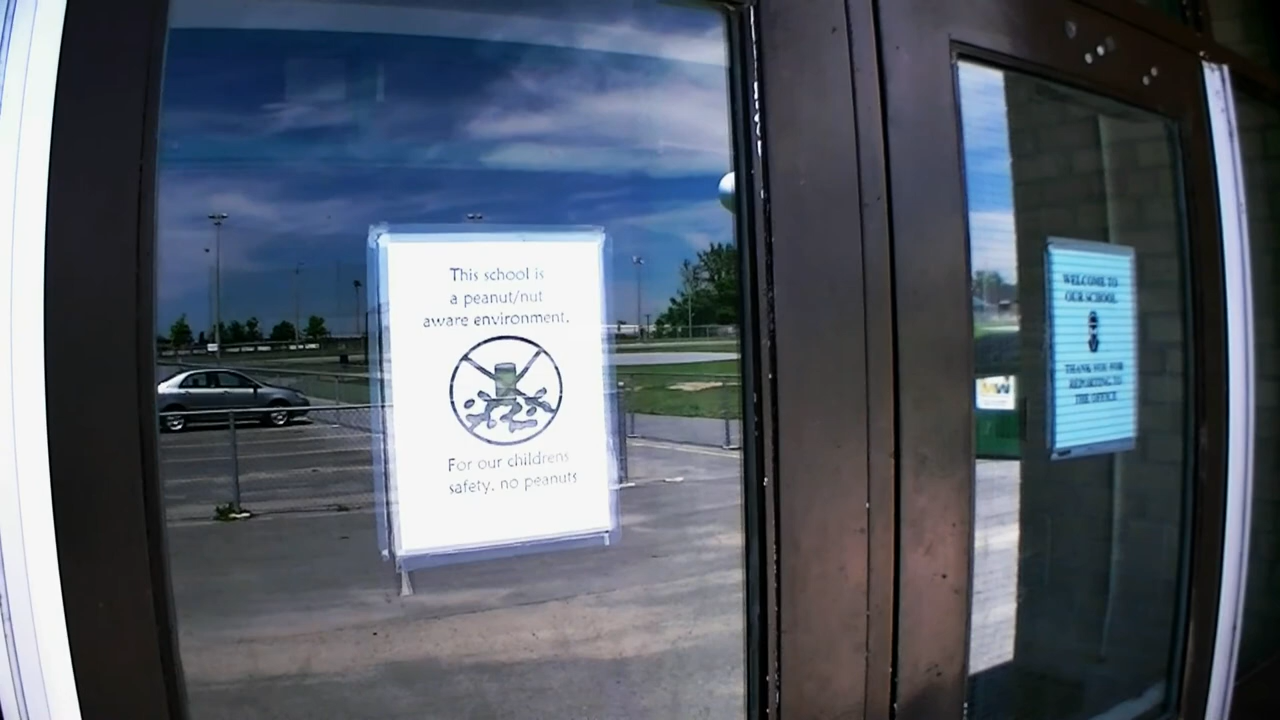 This school is
a peanut/nut
aware environment.
For our childrens
safety, no peanuts
WELCOME TO
OUR SCHOOL
THANK YOU FOR
REPORTING TO
THE OFFICE